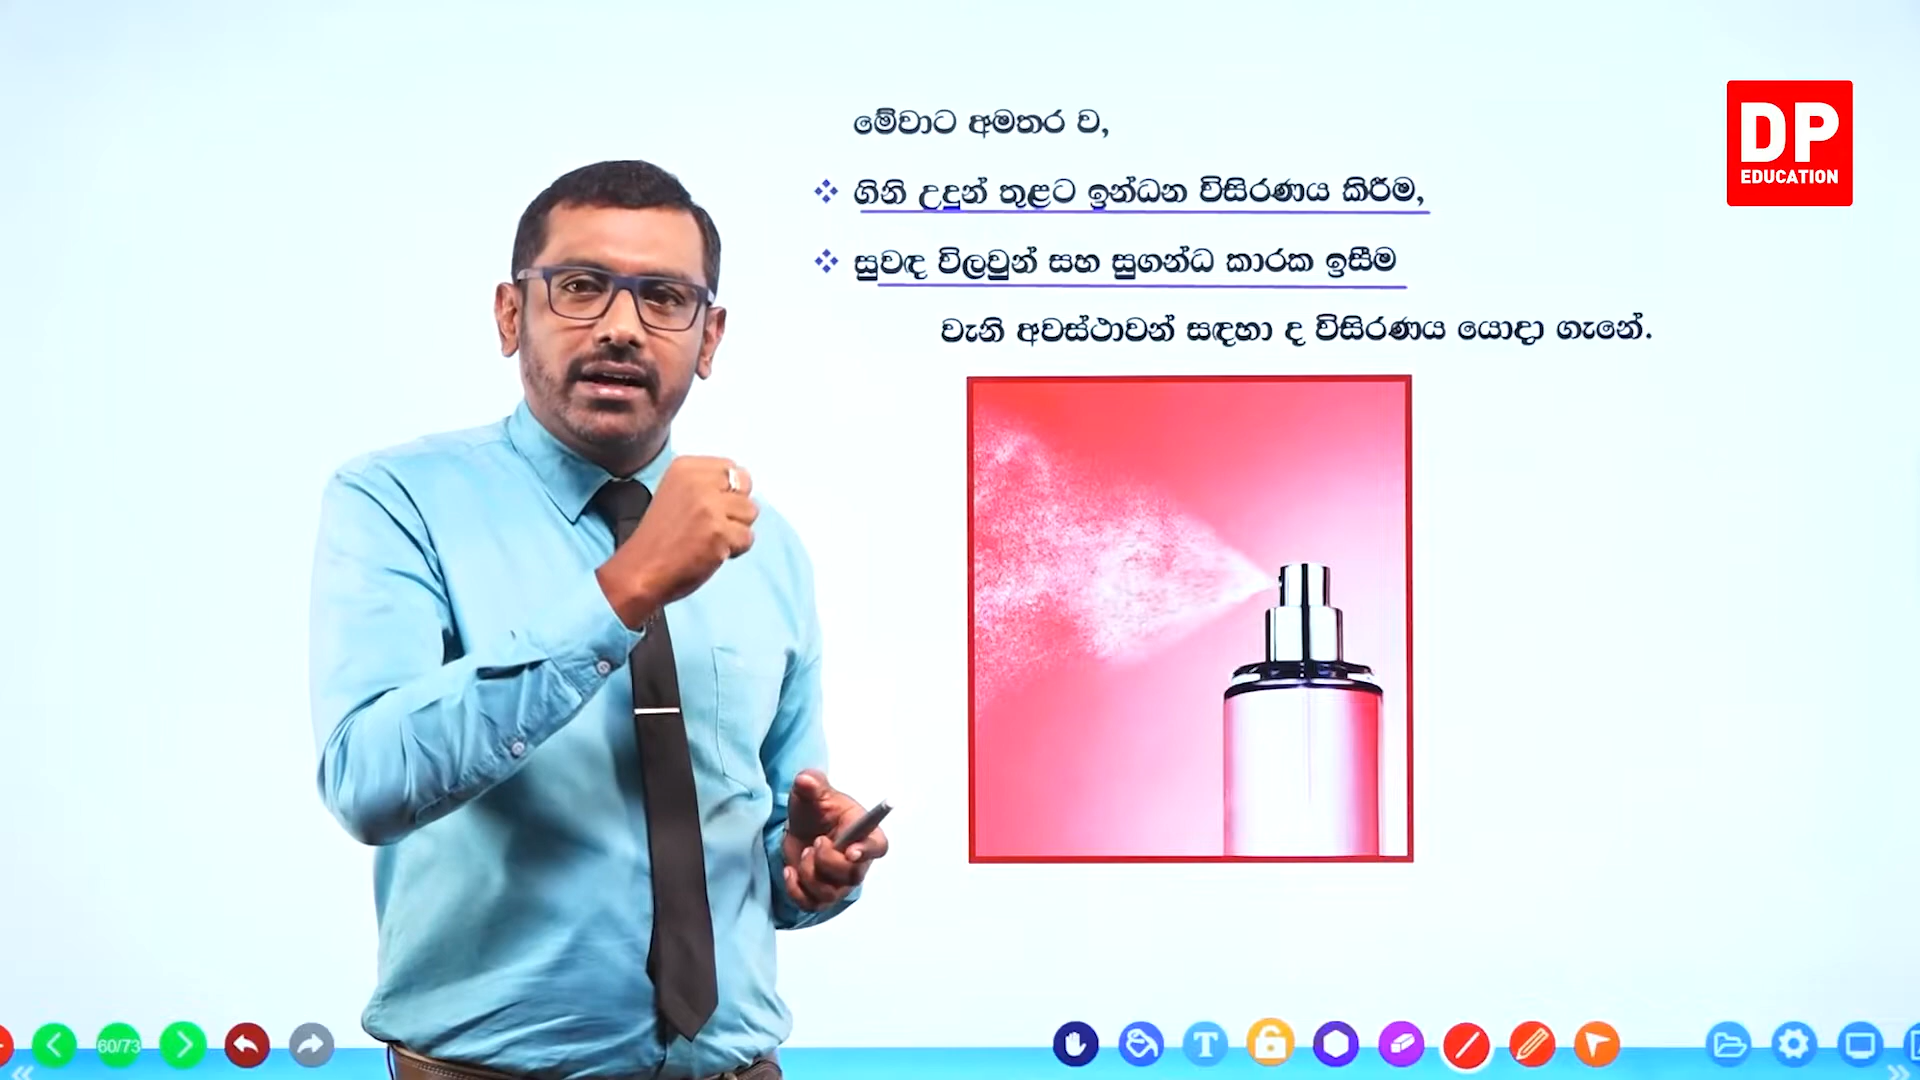 මේවාට අමතර ව,
ගිනි උදුන් තුළට ඉන්ධන විසිරණය කිරීම,
සුවඳ විලවුන් සහ සුගන්ධ කාරක ඉසීම
වැනි අවස්ථාවන් සඳහා ද විසිරණය යොදා ගැනේ.
DP
EDUCATION
60/73
T